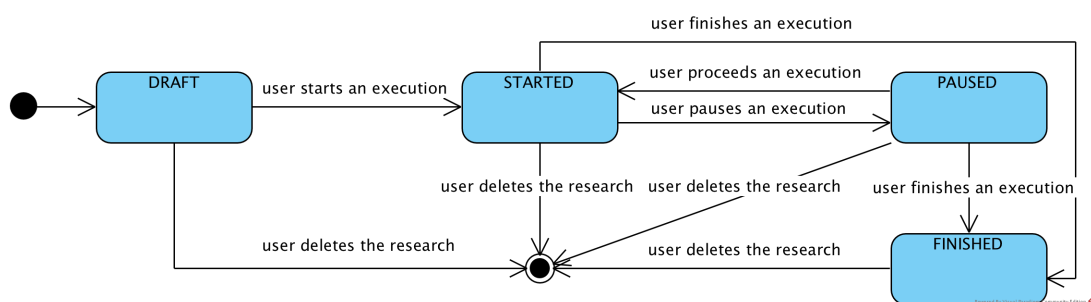 user finishes an execution
DRAFT
user starts an execution
STARTED
user proceeds an execution
user pauses an execution
PAUSED
user deletes the research
user deletes the research
user finishes an execution
user deletes the research
user deletes the research
FINISHED